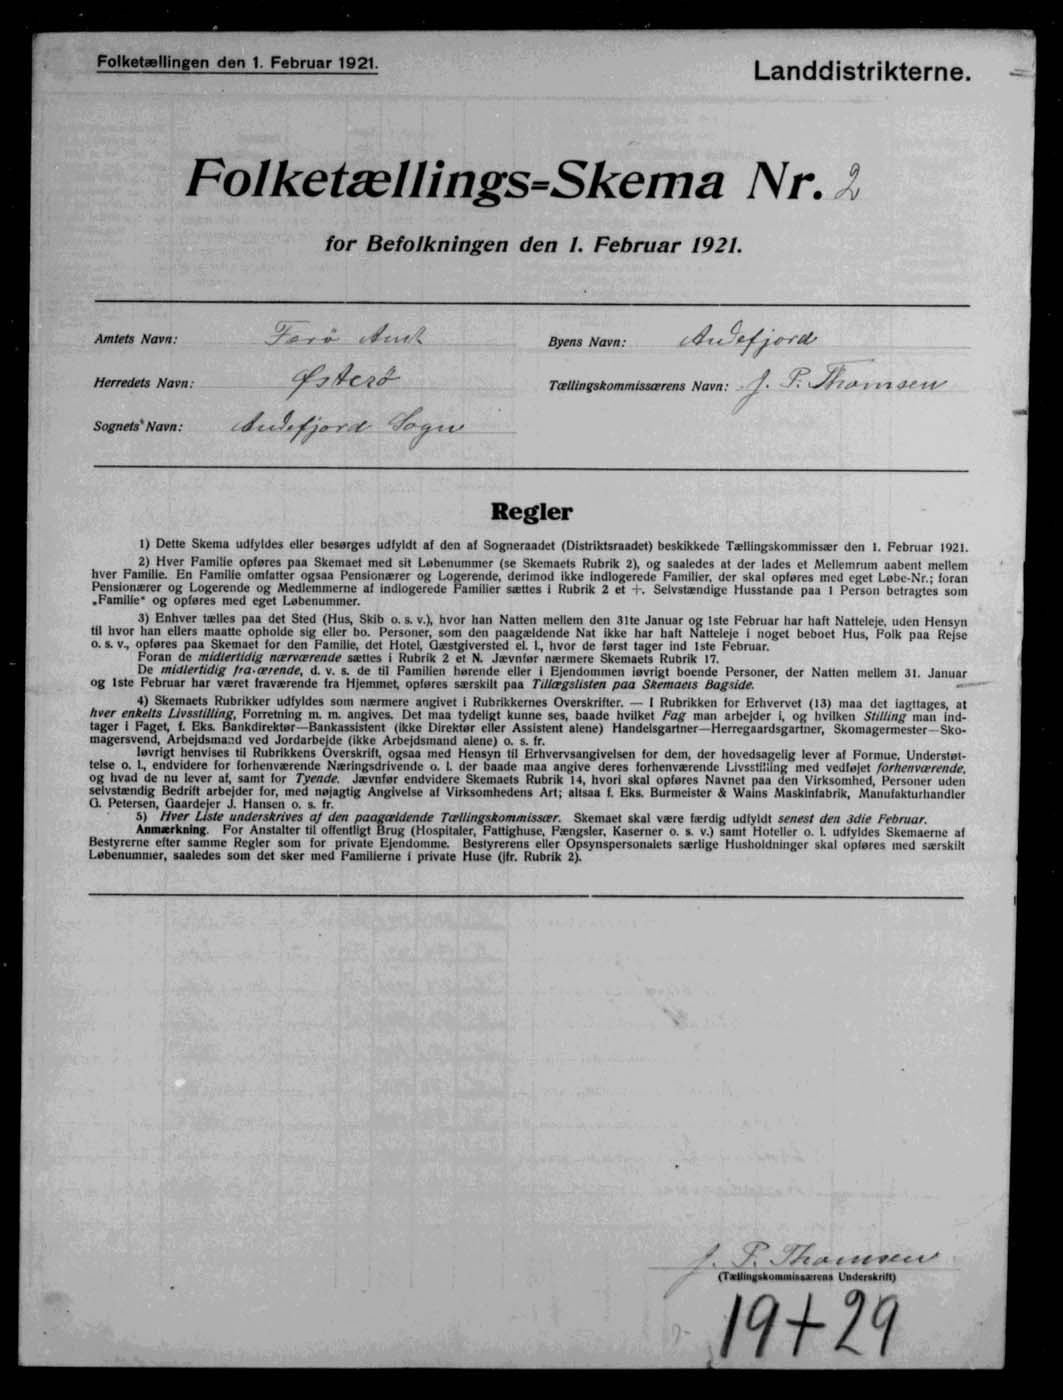 Folketællingen den 1. Februar 1921.
Landdistrikterne.
Folketællings=Skema Nr. 2
for Befolkningen den 1. Februar 1921.
Amtets Navn: Færø Amt
Byens Navn: Andefjord
Herredets Navn: Østerø
Tællingskommissærens Navn: J. P. Thomsen
Sognets Navn: Andefjord Sogn
Regler
1) Dette Skema udfyldes eller besørges udfyldt af den af Sogneraadet (Distriktsraadet) beskikkede Tællingskommissær den 1. Februar 1921.
2) Hver Familie opføres paa Skemaet med sit Løbenummer (se Skemaets Rubrik 2), og saaledes at der lades et Mellemrum aabent mellem
hver Familie. En Familie omfatter ogsaa Pensionærer og Logerende, derimod ikke indlogerede Familier, der skal opføres med eget Løbe-Nr.; foran
Pensionærer og Logerende og Medlemmerne af indlogerede Familier sættes i Rubrik 2 et +. Selvstændige Husstande paa 1 Person betragtes som
„Familie“ og opføres med eget Løbenummer.
3) Enhver tælles paa det Sted (Hus, Skib o. s. v.), hvor han Natten mellem den 31te Januar og 1ste Februar har haft Natteleje, uden Hensyn
til hvor han ellers maatte opholde sig eller bo. Personer, som den paagældende Nat ikke har haft Natteleje i noget beboet Hus, Folk paa Rejse
o. s. v., opføres paa Skemaet for den Familie, det Hotel, Gæstgiversted el. l., hvor de først tager ind 1ste Februar.
Foran de midlertidig nærværende sættes i Rubrik 2 et N. Jævnfør nærmere Skemaets Rubrik 17.
De midlertidig fraværende, d. v. s. de til Familien hørende eller i Ejendommen iøvrigt boende Personer, der Natten mellem 31. Januar
og 1ste Februar har været fraværende fra Hjemmet, opføres særskilt paa Tillægslisten paa Skemaets Bagside.
4) Skemaets Rubrikker udfyldes som nærmere angivet i Rubrikkernes Overskrifter. — I Rubrikken for Erhvervet (13) maa det iagttages, at
hver enkelts Livsstilling, Forretning m. m. angives. Det maa tydeligt kunne ses, baade hvilket Fag man arbejder i, og hvilken Stilling man ind-
tager i Faget, f. Eks. Bankdirektør—Bankassistent (ikke Direktør eller Assistent alene) Handelsgartner—Herregaardsgartner, Skomagermester—Sko-
magersvend, Arbejdsmand ved Jordarbejde (ikke Arbejdsmand alene) o. s. fr.
Iøvrigt henvises til Rubrikkens Overskrift, ogsaa med Hensyn til Erhvervsangivelsen for dem, der hovedsagelig lever af Formue, Understøt-
telse o. l., endvidere for forhenværende Næringsdrivende o. l. der baade maa angive deres forhenværende Livsstilling med vedføjet forhenværende,
og hvad de nu lever af, samt for Tyende. Jævnfør endvidere Skemaets Rubrik 14, hvori skal opføres Navnet paa den Virksomhed, Personer uden
selvstændig Bedrift arbejder for, med nøjagtig Angivelse af Virksomhedens Art; altsaa f. Eks. Burmeister & Wains Maskinfabrik, Manufakturhandler
G. Petersen, Gaardejer J. Hansen o. s. fr.
5) Hver Liste underskrives af den paagældende Tællingskommissær. Skemaet skal være færdig udfyldt senest den 3die Februar.
Anmærkning. For Anstalter til offentligt Brug (Hospitaler, Fattighuse, Fængsler, Kaserner o. s. v.) samt Hoteller o. l. udfyldes Skemaerne af
Bestyrerne efter samme Regler som for private Ejendomme. Bestyrerens eller Opsynspersonalets særlige Husholdninger skal opføres med særskilt
Løbenummer, saaledes som det sker med Familierne i private Huse (jfr. Rubrik 2).
J. P. Thomsen
(Tællingskommissærens Underskrift)
19+29